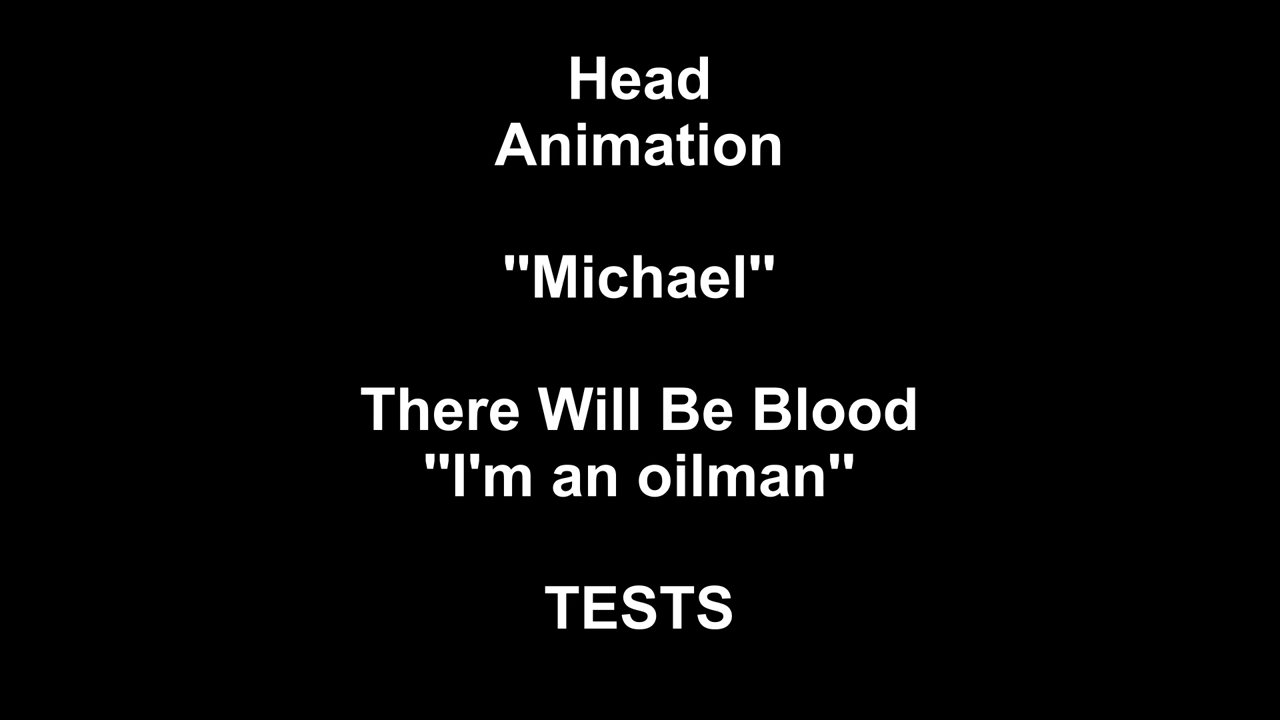 Head
Animation
"Michael"
There Will Be Blood
"I'm an oilman"
TESTS